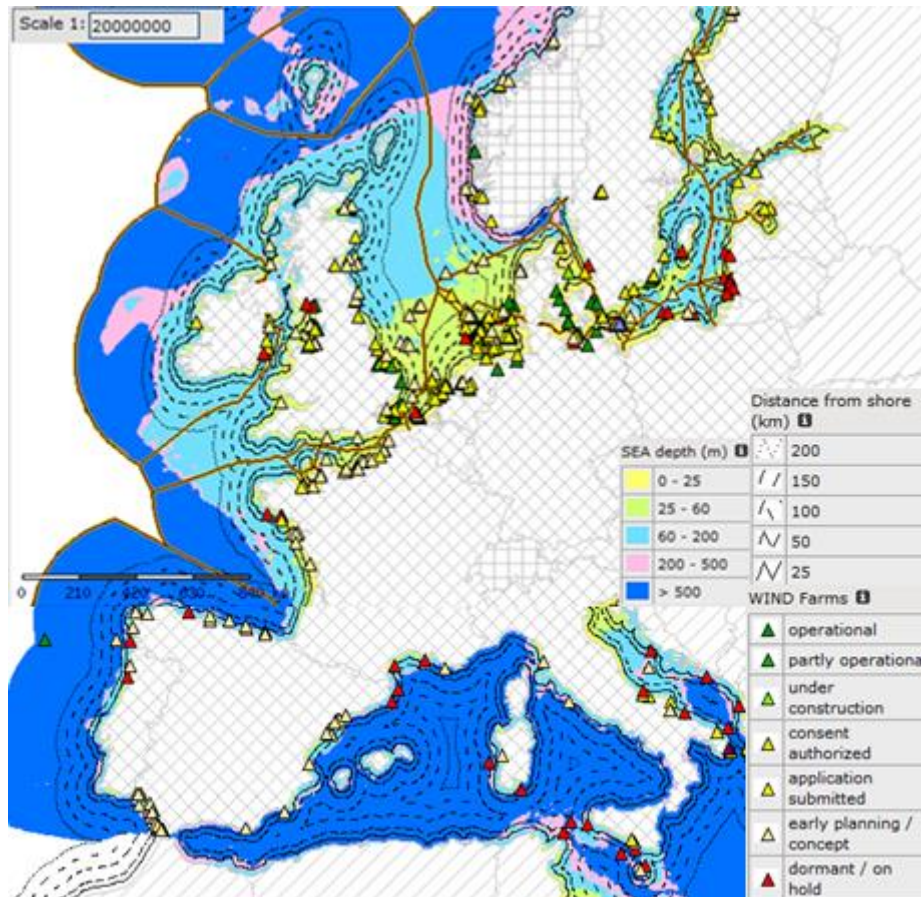 Scale 1: 20000000
0 210 420 630
Distance from shore
(km)
200
150
100
50
25
SEA depth (m)
0 - 25
25 - 60
60 - 200
200 - 500
> 500
WIND Farms
operational
partly operationa
under
construction
consent
authorized
application
submitted
early planning /
concept
dormant / on
hold